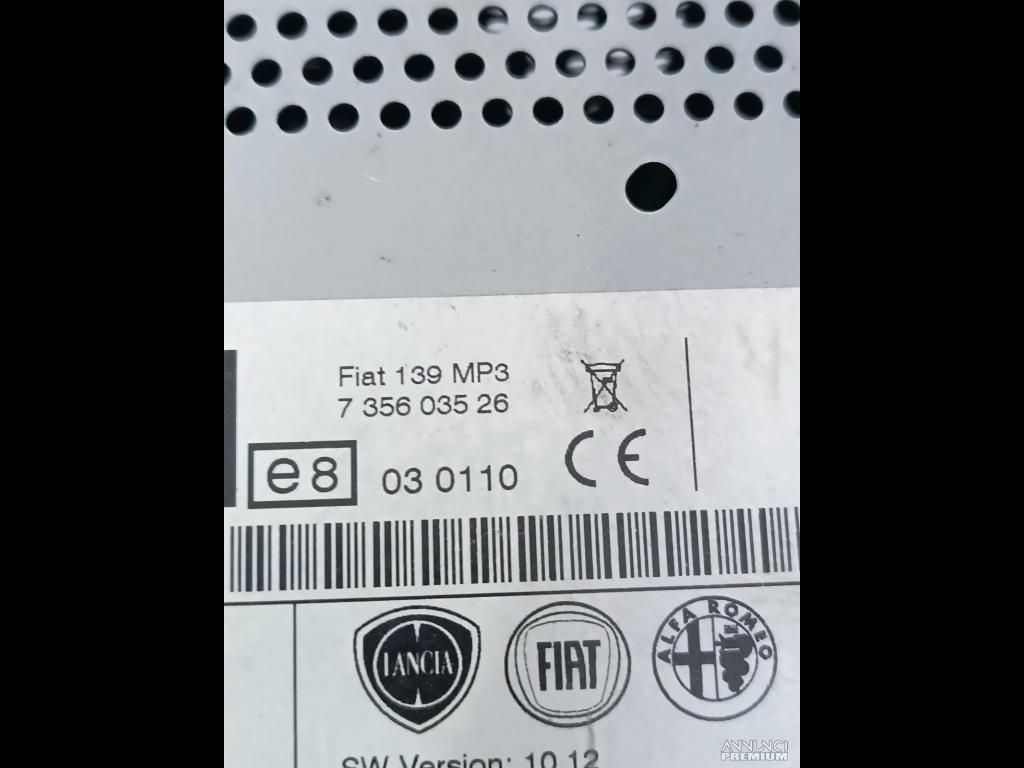 Fiat 139 MP3
7 356 035 26
e8
03 0110
CE
LANCIA
FIAT
ALFA ROMEO
SW Version: 10.12
ANNUNCI
PREMIUM